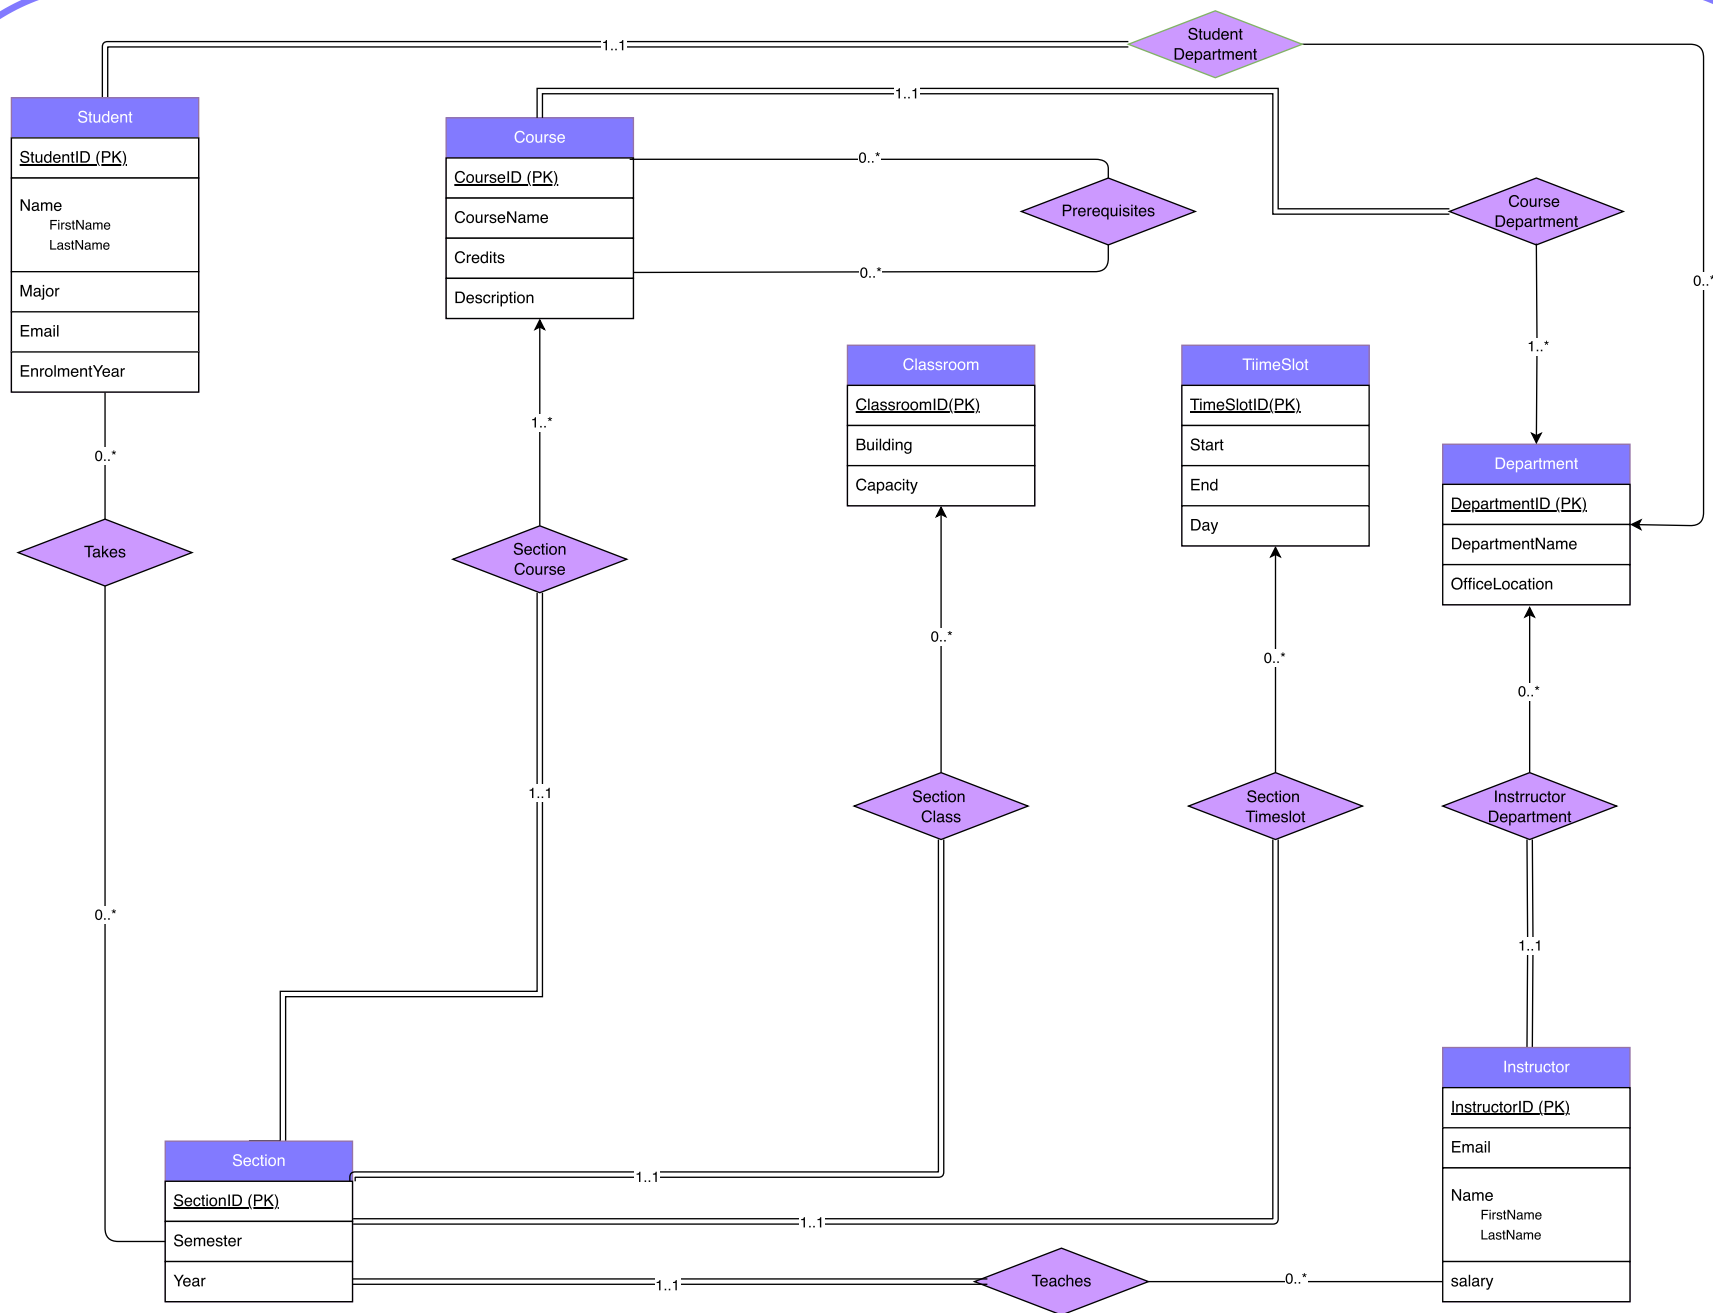 Student
Department
1..1
1..1
Student
StudentID (PK)
Name
FirstName
LastName
Major
Email
EnrolmentYear
Course
CourseID (PK)
CourseName
Credits
Description
0..*
Prerequisites
0..*
Course
Department
0..*
1..*
Classroom
ClassroomID(PK)
Building
Capacity
TiimeSlot
TimeSlotID(PK)
Start
End
Day
Department
DepartmentID (PK)
DepartmentName
OfficeLocation
0..*
1..*
Takes
Section
Course
0..*
0..*
0..*
1..1
Section
Class
Section
Timeslot
Instrructor
Department
0..*
1..1
Section
SectionID (PK)
Semester
Year
1..1
1..1
1..1
Teaches
0..*
Instructor
InstructorID (PK)
Email
Name
FirstName
LastName
salary